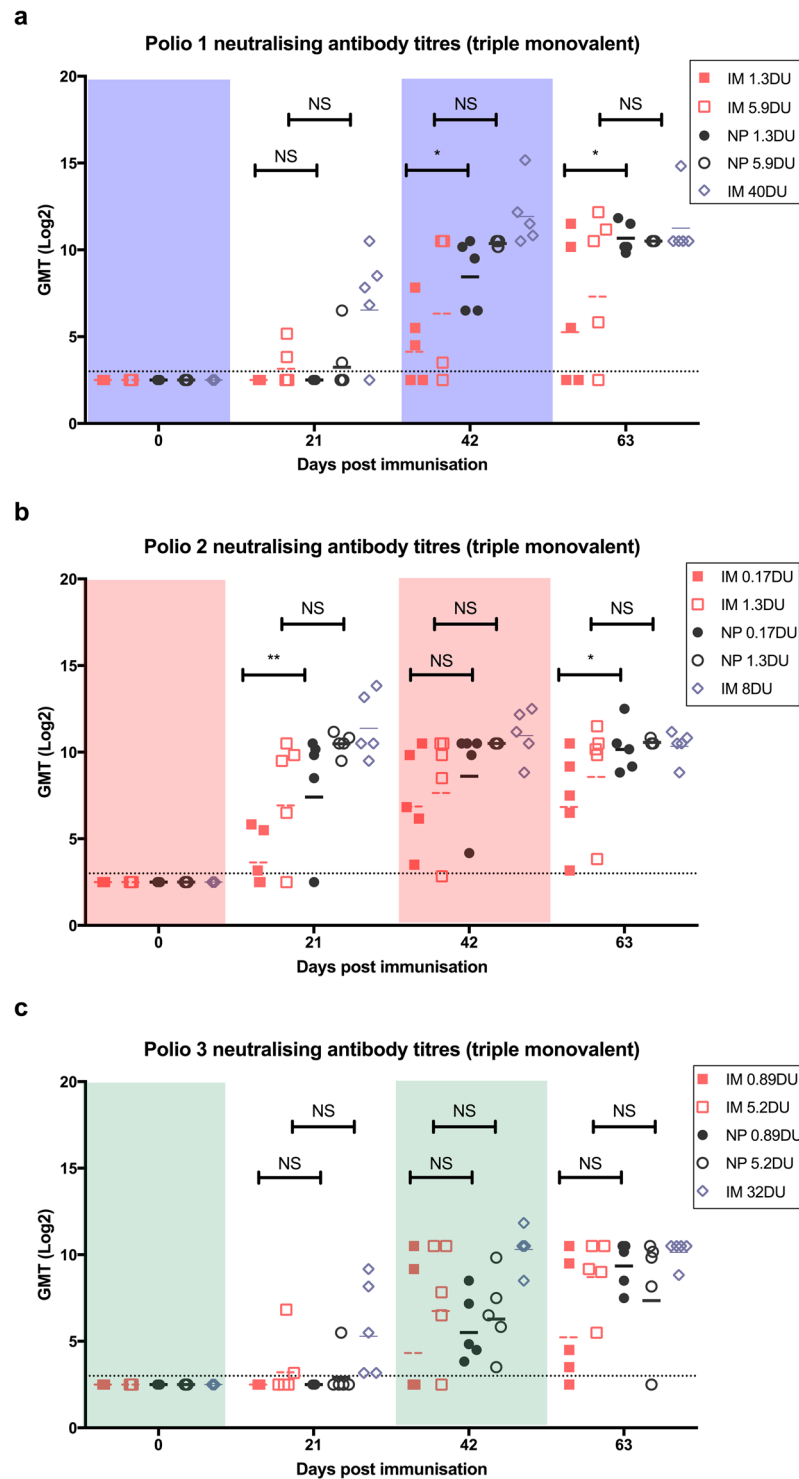 a
Polio 1 neutralising antibody titres (triple monovalent)
20
15
10
5
0
GMT (Log2)
NS
NS
NS
NS
*
*
IM 1.3DU
IM 5.9DU
NP 1.3DU
NP 5.9DU
IM 40DU
0
21
42
63
Days post immunisation
b
Polio 2 neutralising antibody titres (triple monovalent)
20
15
10
5
0
GMT (Log2)
NS
NS
NS
**
NS
*
IM 0.17DU
IM 1.3DU
NP 0.17DU
NP 1.3DU
IM 8DU
0
21
42
63
Days post immunisation
c
Polio 3 neutralising antibody titres (triple monovalent)
20
15
10
5
0
GMT (Log2)
NS
NS
NS
NS
NS
NS
IM 0.89DU
IM 5.2DU
NP 0.89DU
NP 5.2DU
IM 32DU
0
21
42
63
Days post immunisation